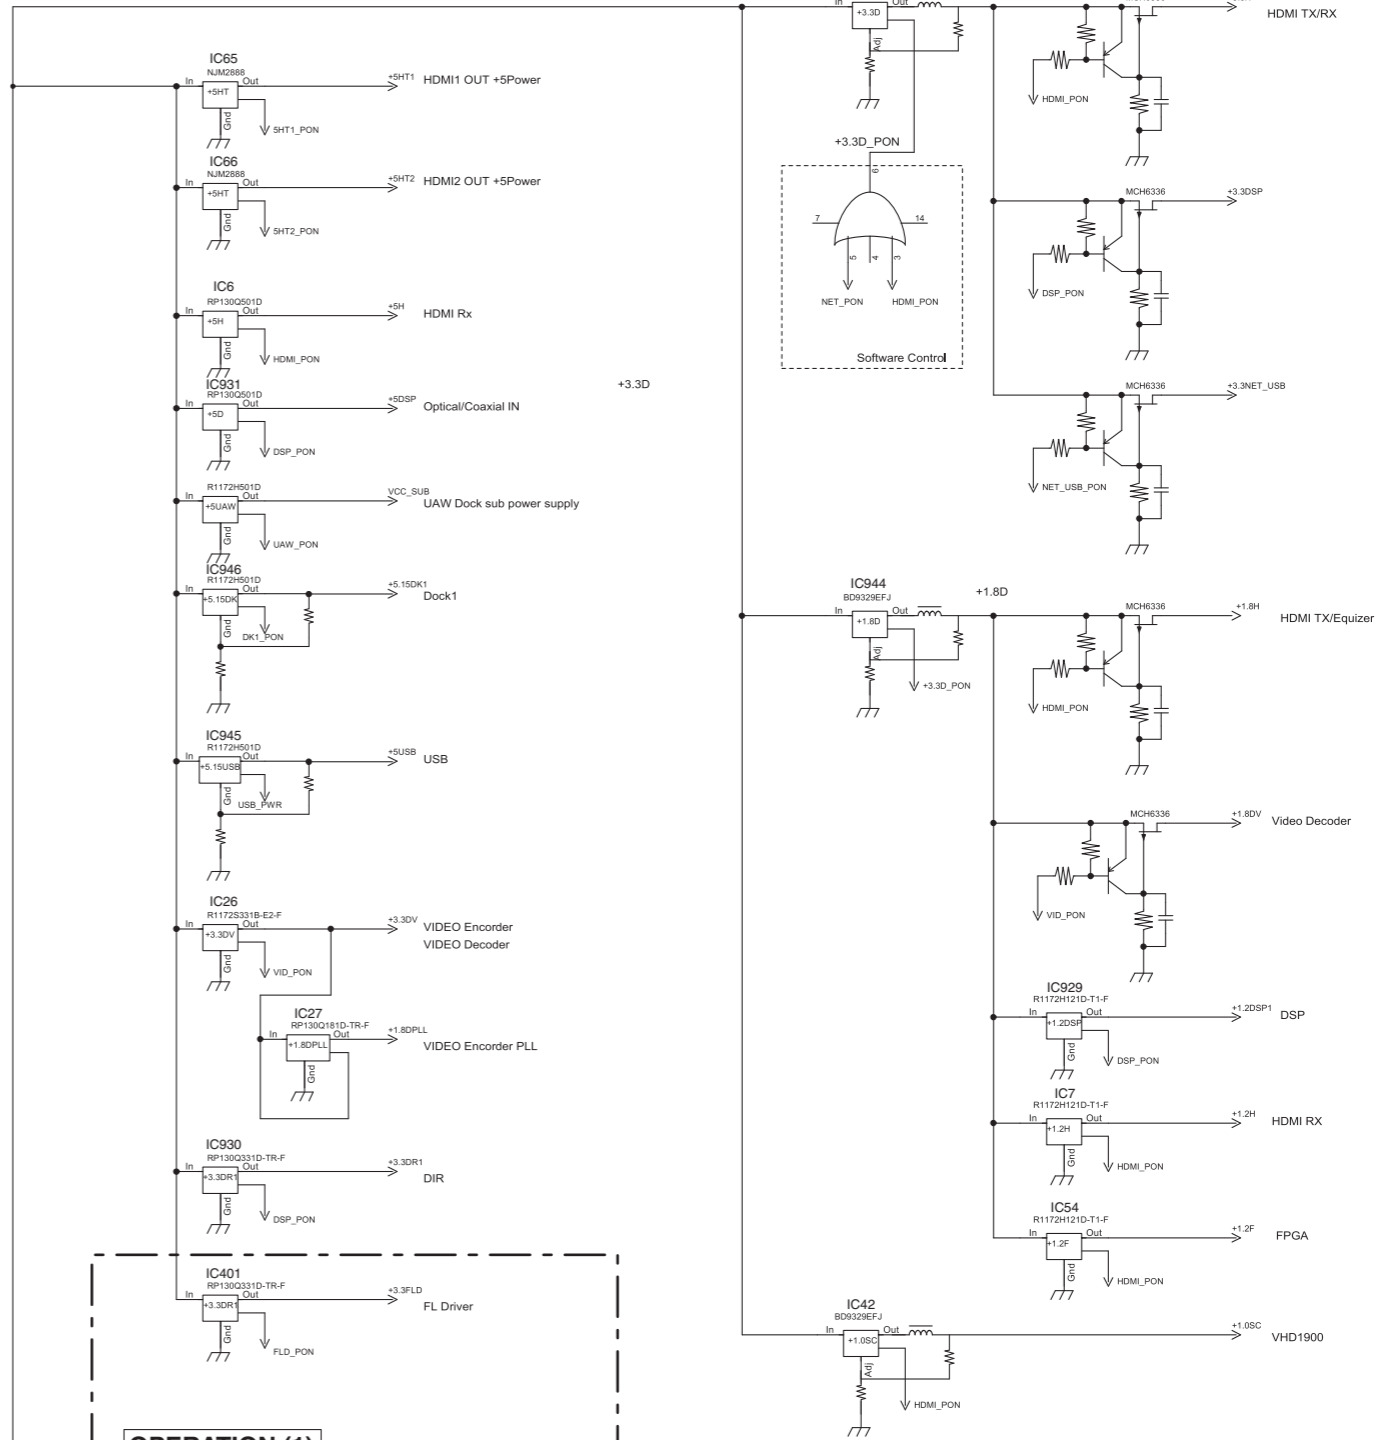 IC65
NJM2888
In
Out
+5HT
Gnd
+5HT1
HDMI1 OUT +5Power
5HT1_PON
IC66
NJM2888
In
Out
+5HT
Gnd
+5HT2
HDMI2 OUT +5Power
5HT2_PON
IC6
RP130Q501D
In
Out
+5H
Gnd
+5H
HDMI Rx
HDMI_PON
IC931
RP130Q501D
In
Out
+5D
Gnd
+5DSP
Optical/Coaxial IN
DSP_PON
R1172H501D
In
Out
+5UAW
Gnd
VCC_SUB
UAW Dock sub power supply
UAW_PON
IC946
R1172H501D
In
Out
+5.15DK
Gnd
+5.15DK1
Dock1
DK1_PON
IC945
R1172H501D
In
Out
+5.15USB
Gnd
+5USB
USB
USB_PWR
IC26
R1172S331B-E2-F
In
Out
+3.3DV
Gnd
+3.3DV
VIDEO Encorder
VIDEO Decoder
VID_PON
IC27
RP130Q181D-TR-F
In
Out
+1.8DPLL
Gnd
+1.8DPLL
VIDEO Encorder PLL
IC930
RP130Q331D-TR-F
In
Out
+3.3DR1
Gnd
+3.3DR1
DIR
DSP_PON
IC401
RP130Q331D-TR-F
In
Out
+3.3DR1
Gnd
+3.3FLD
FL Driver
FLD_PON
OPERATION (1)
+3.3D
In
Out
+3.3D
Adj
+3.3D_PON
6
7
14
5
4
3
NET_PON
HDMI_PON
Software Control
MCH6336
HDMI TX/RX
HDMI_PON
MCH6336
+3.3DSP
DSP_PON
MCH6336
+3.3NET_USB
NET_USB_PON
IC944
BD9329EFJ
In
Out
+1.8D
+1.8D
Adj
+3.3D_PON
MCH6336
+1.8H
HDMI TX/Equizer
HDMI_PON
MCH6336
+1.8DV
Video Decoder
VID_PON
IC929
R1172H121D-T1-F
In
Out
+1.2DSP
Gnd
+1.2DSP1
DSP
DSP_PON
IC7
R1172H121D-T1-F
In
Out
+1.2H
Gnd
+1.2H
HDMI RX
HDMI_PON
IC54
R1172H121D-T1-F
In
Out
+1.2F
Gnd
+1.2F
FPGA
HDMI_PON
IC42
BD9329EFJ
In
Out
+1.0SC
Adj
+1.0SC
VHD1900
HDMI_PON